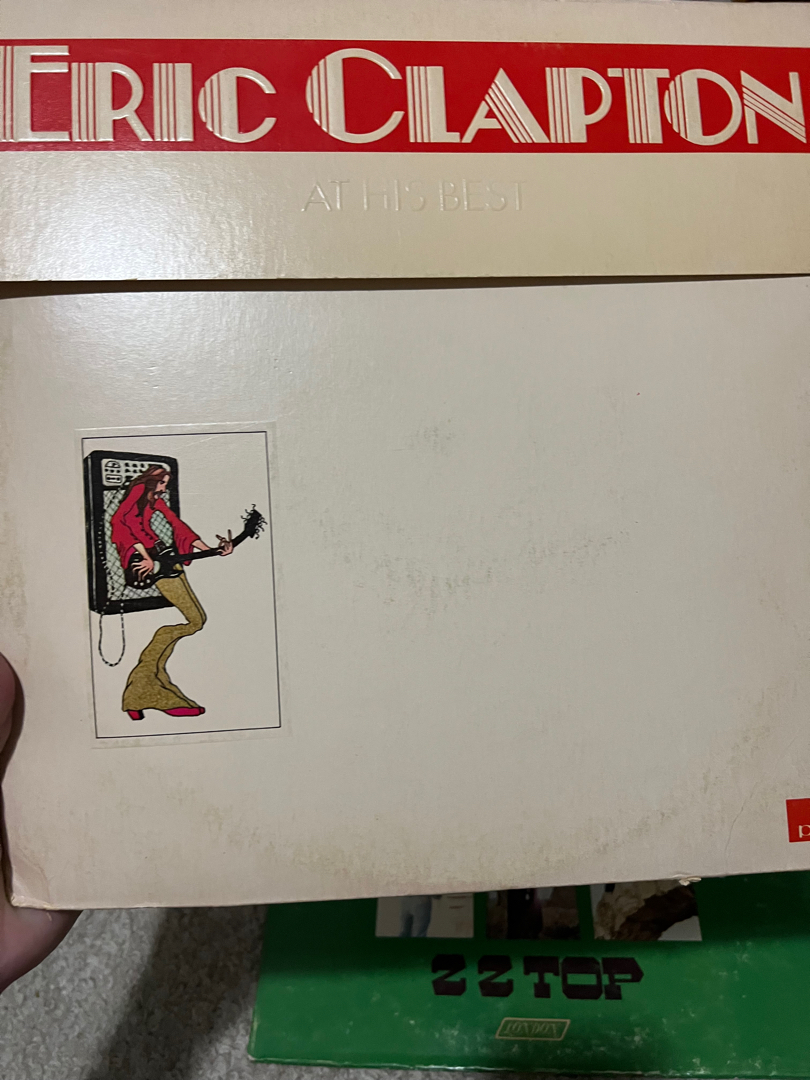 ERIC CLAPTON
AT HIS BEST
ZZ TOP
LONDON